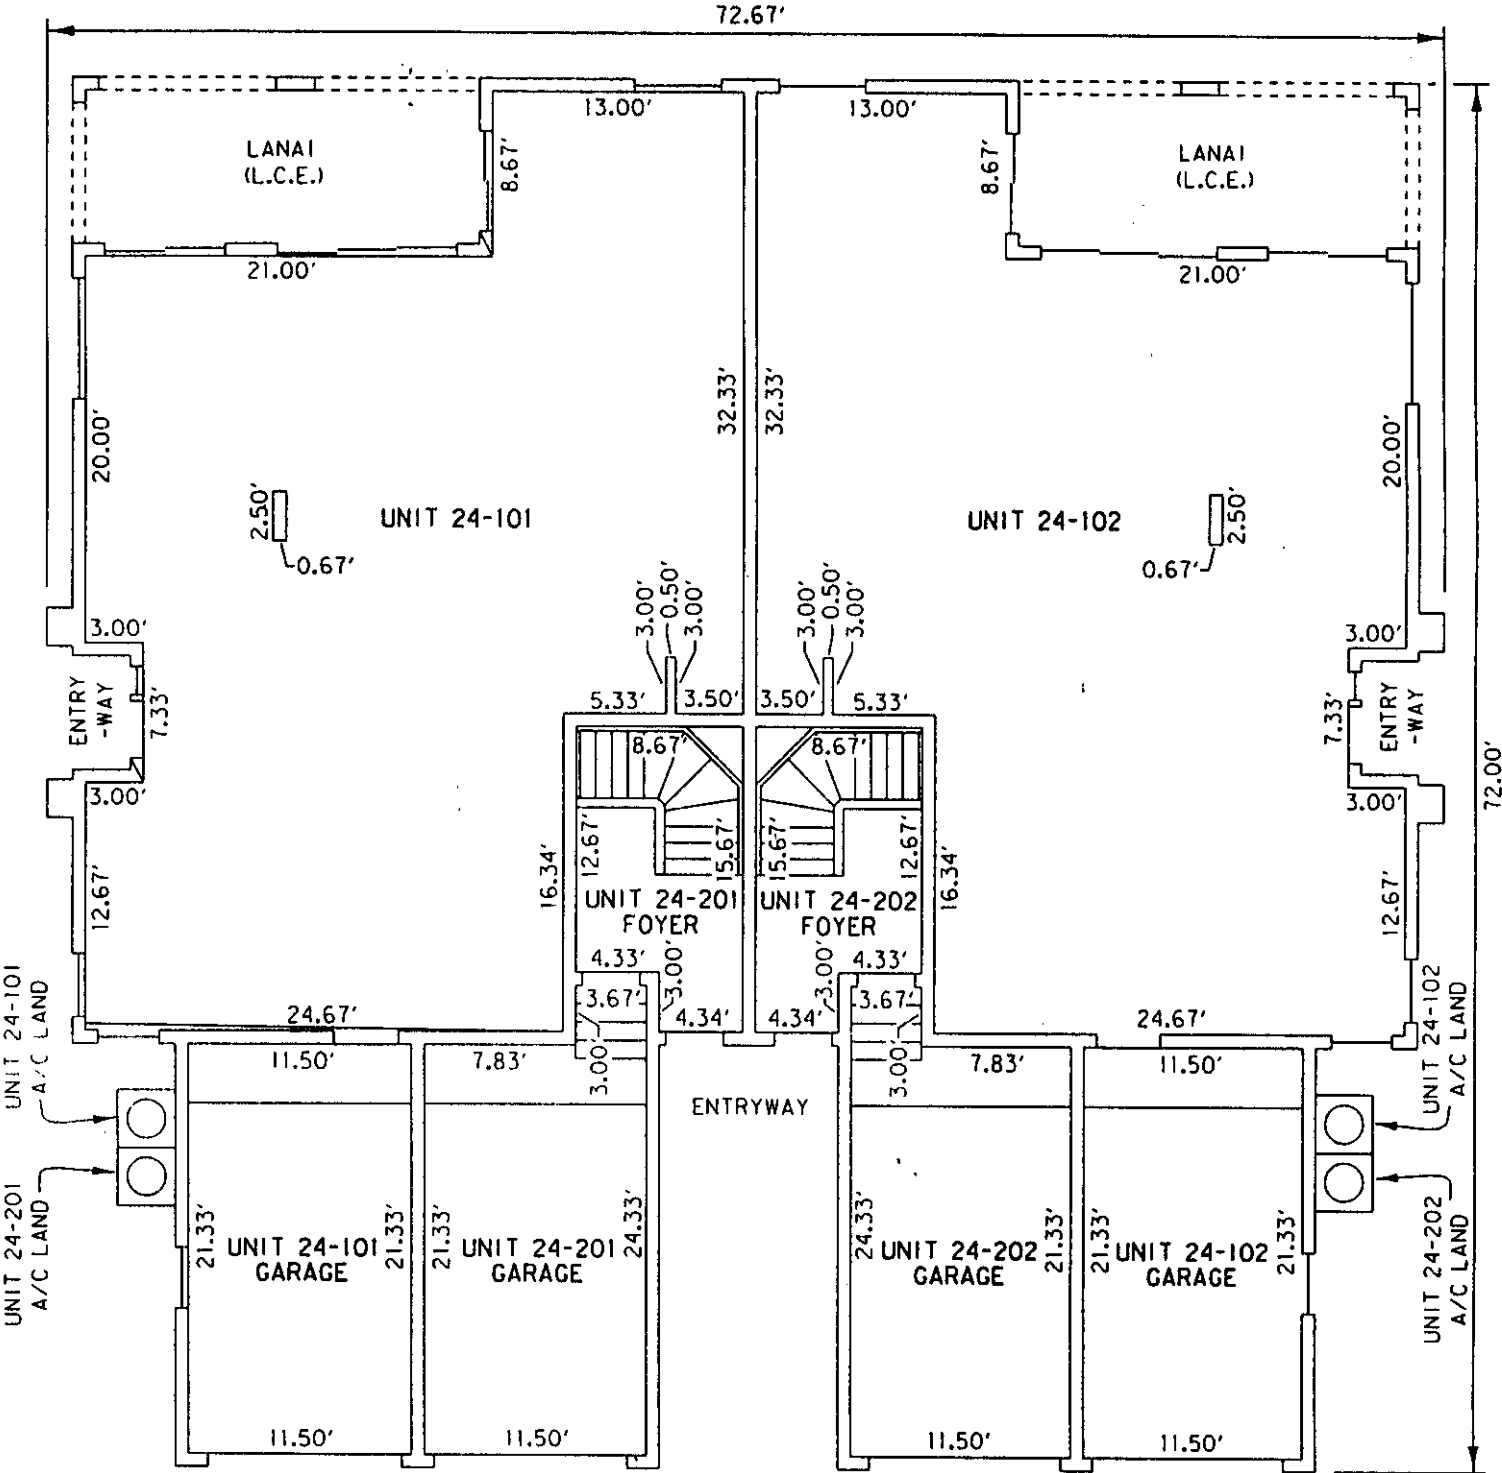 72.67'
13.00'
13.00'
LANAI
(L.C.E.)
8.67'
8.67'
LANAI
(L.C.E.)
21.00'
21.00'
32.33'
32.33'
20.00'
20.00'
2.50'
UNIT 24-101
UNIT 24-102
2.50'
0.67'
0.67'
3.00'
0.50'
3.00'
3.00'
0.50'
3.00'
3.00'
3.00'
ENTRY
-WAY
7.33'
5.33'
3.50'
3.50'
5.33'
7.33'
ENTRY
-WAY
8.67'
8.67'
72.00'
3.00'
3.00'
12.67'
16.34'
12.67'
15.67'
15.67'
12.67'
16.34'
12.67'
UNIT 24-201
FOYER
UNIT 24-202
FOYER
4.33'
3.00'
3.00'
4.33'
3.67'
3.67'
24.67'
4.34'
4.34'
24.67'
UNIT 24-101
A/C LAND
UNIT 24-102
A/C LAND
11.50'
7.83'
3.00'
3.00'
7.83'
11.50'
ENTRYWAY
UNIT 24-201
A/C LAND
21.33'
UNIT 24-101
GARAGE
21.33'
21.33'
UNIT 24-201
GARAGE
24.33'
24.33'
UNIT 24-202
GARAGE
21.33'
21.33'
UNIT 24-102
GARAGE
21.33'
UNIT 24-202
A/C LAND
11.50'
11.50'
11.50'
11.50'